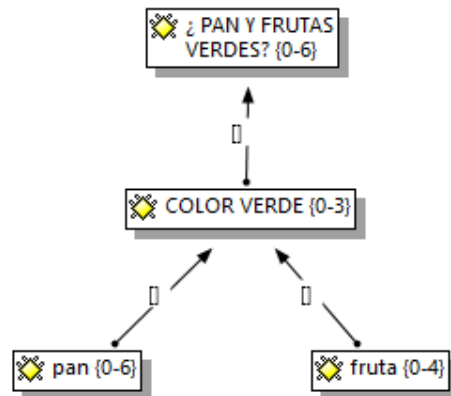 ¿ PAN Y FRUTAS
VERDES? {0-6}
[]
COLOR VERDE {0-3}
[]
[]
pan {0-6}
fruta {0-4}